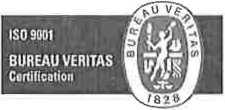 ISO 9001
BUREAU VERITAS
Certification
BUREAU VERITAS
1828